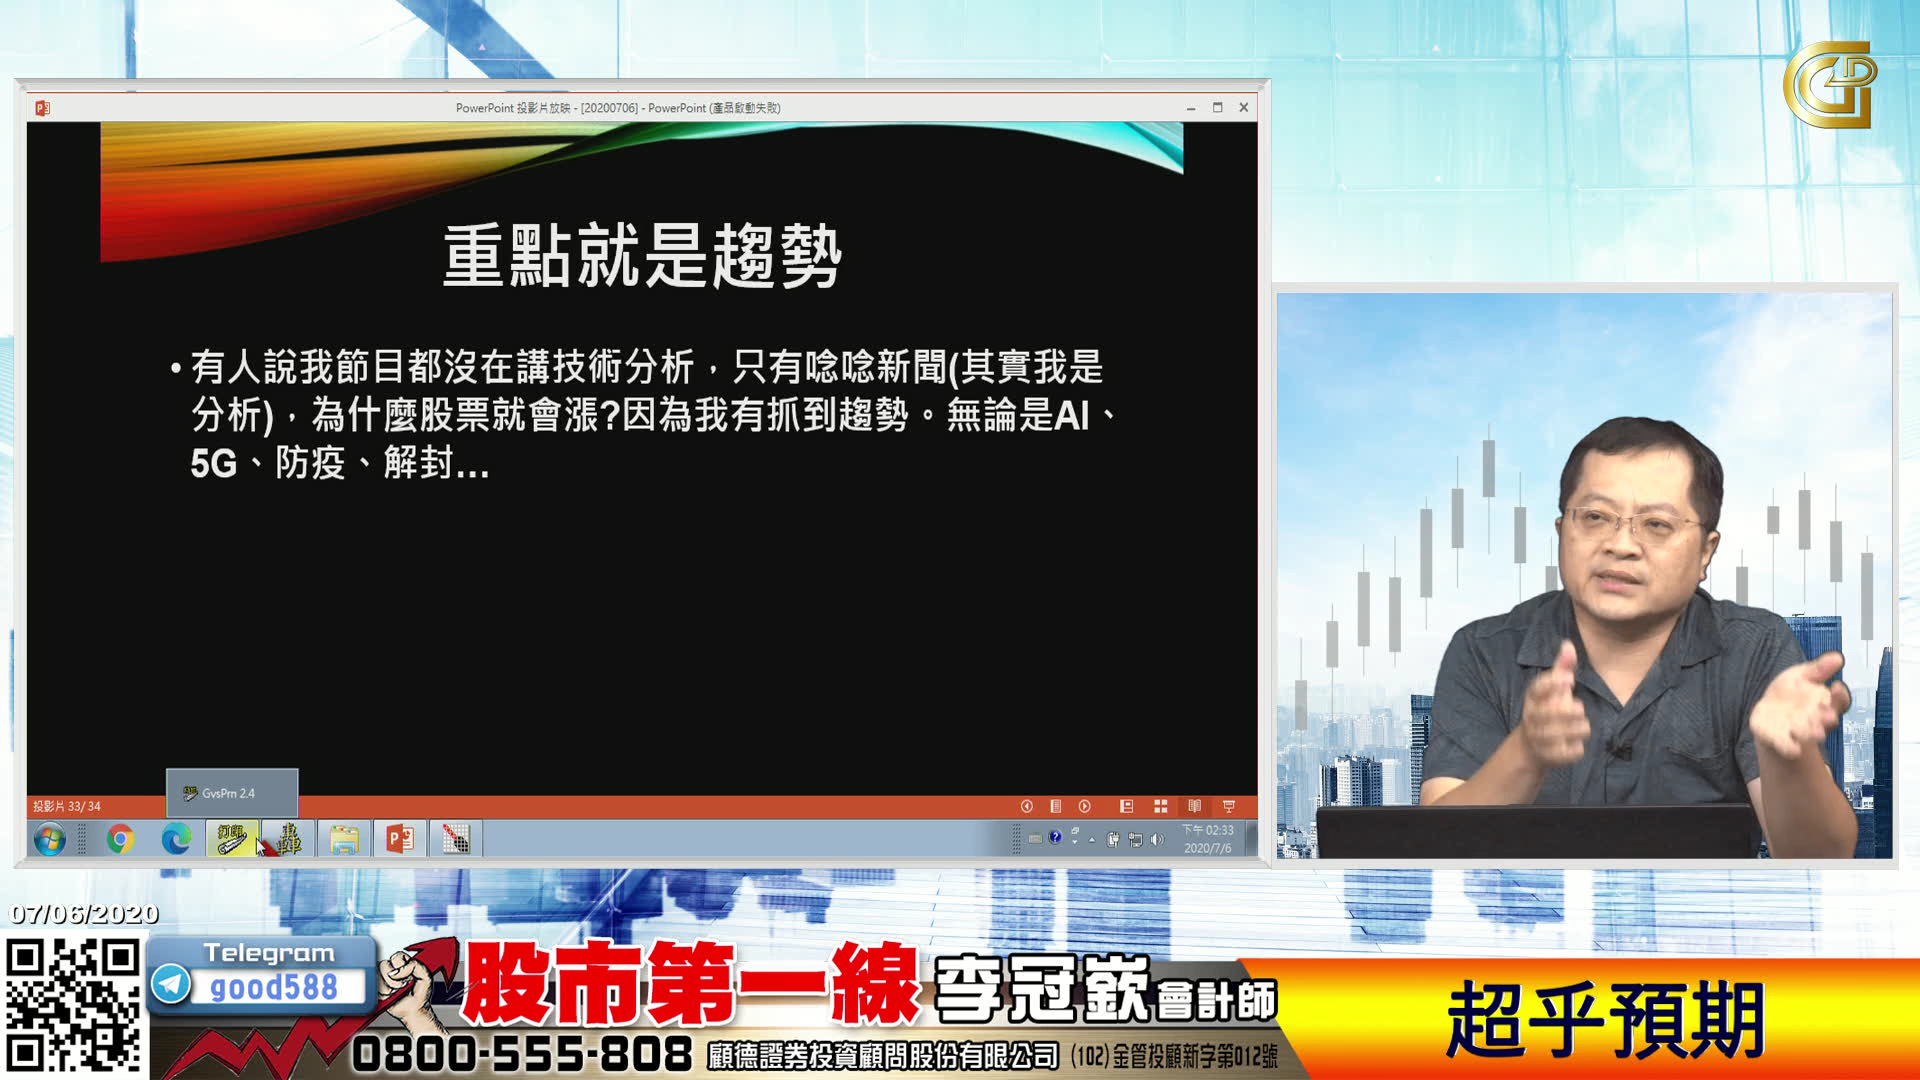 PowerPoint 投影片放映 - [20200706] - PowerPoint (產品啟動失敗)
重點就是趨勢
• 有人說我節目都沒在講技術分析，只有唸唸新聞(其實我是
分析)，為什麼股票就會漲?因為我有抓到趨勢。無論是AI、
5G、防疫、解封...
GvsPrn 2.4
投影片 33/34
打印
下午 02:33
2020/7/6
07/06/2020
Telegram
good588
股市第一線 李冠嶔 會計師
0800-555-808 顧德證券投資顧問股份有限公司 (102)金管投顧新字第012號
超乎預期